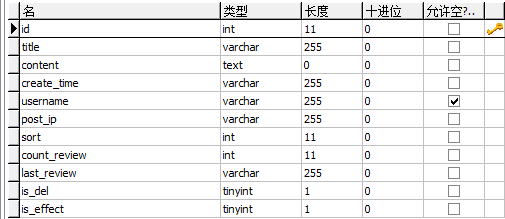 名 类型 长度 十进位 允许空?..
id int 11 0
title varchar 255 0
content text 0 0
create_time varchar 255 0
username varchar 255 0
post_ip varchar 255 0
sort int 11 0
count_review int 11 0
last_review varchar 255 0
is_del tinyint 1 0
is_effect tinyint 1 0